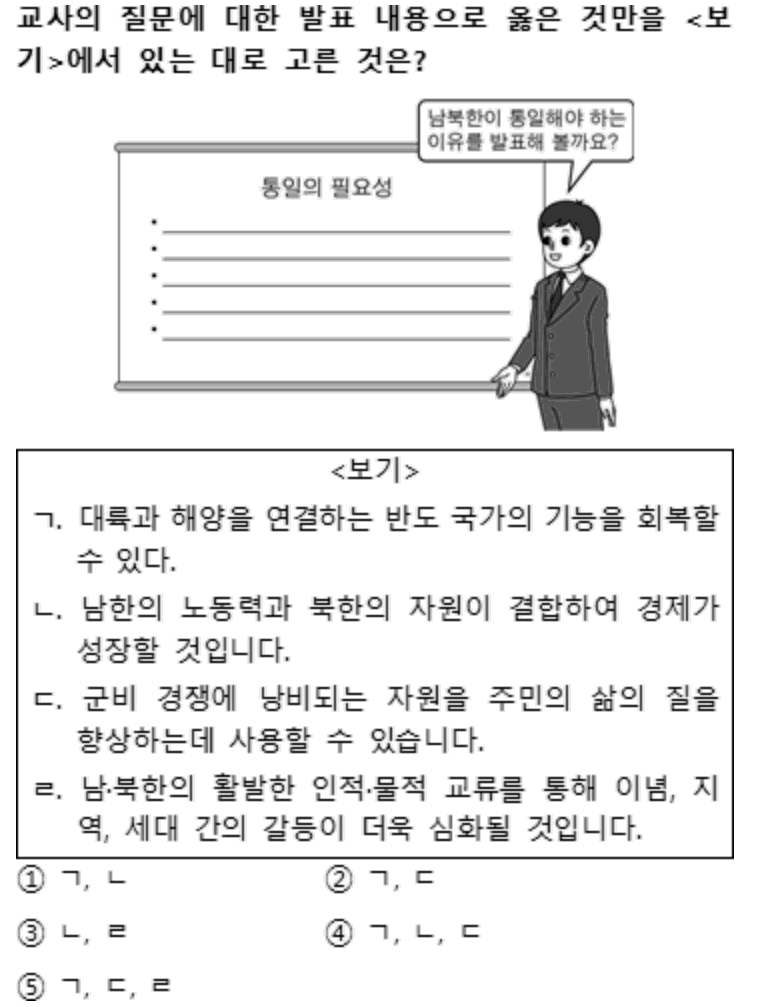 교사의 질문에 대한 발표 내용으로 옳은 것만을 <보
기>에서 있는 대로 고른 것은?
남북한이 통일해야 하는
이유를 발표해 볼까요?
통일의 필요성
<보기>
ㄱ. 대륙과 해양을 연결하는 반도 국가의 기능을 회복할
수 있다.
ㄴ. 남한의 노동력과 북한의 자원이 결합하여 경제가
성장할 것입니다.
ㄷ. 군비 경쟁에 낭비되는 자원을 주민의 삶의 질을
향상하는데 사용할 수 있습니다.
ㄹ. 남·북한의 활발한 인적·물적 교류를 통해 이념, 지
역, 세대 간의 갈등이 더욱 심화될 것입니다.
① ㄱ, ㄴ ② ㄱ, ㄷ
③ ㄴ, ㄹ ④ ㄱ, ㄴ, ㄷ
⑤ ㄱ, ㄷ, ㄹ